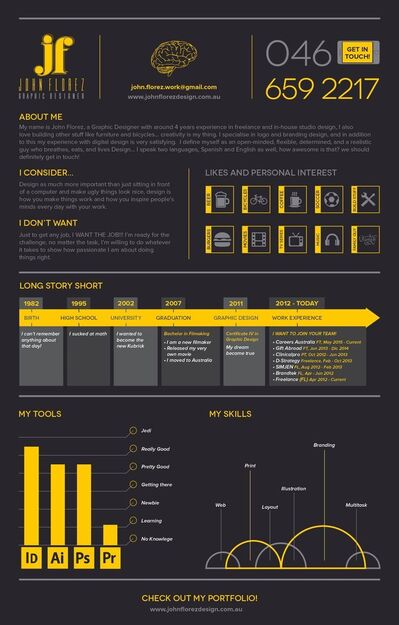 jf
JOHN FLOREZ
GRAPHIC DESIGNER
john.florez.work@gmail.com
www.johnflorezdesign.com.au
046
GET IN
TOUCH!
659 2217
ABOUT ME
My name is John Florez, a Graphic Designer with around 4 years experience in freelance and in-house studio design, I also
love building other stuff like furniture and bicycles... creativity is my thing. I specialise in logo and branding design, and in addition
to this my experience with digital design is very satisfying. I define myself as an open-minded, flexible, determined, and a realistic
guy who breathes, eats, and lives Design... I speak two languages, Spanish and English as well, how awesome is that? we should
definitely get in touch!
I CONSIDER...
Design as much more important than just sitting in front
of a computer and make ugly things look nice, design is
how you make things work and how you inspire people's
minds every day with your work.
I DON'T WANT
Just to get any job, I WANT THE JOB!!! I'm ready for the
challenge, no matter the task, I'm willing to do whatever
it takes to show how passionate I am about doing
things right.
LIKES AND PERSONAL INTEREST
BEER
BICYCLES
COFFEE
SOCCER
BURGERS
MOVIES
TV SERIES
MUSIC
LONG STORY SHORT
1982
1995
2002
2007
2011
2012 - TODAY
BIRTH
HIGH SCHOOL
UNIVERSITY
GRADUATION
GRAPHIC DESIGN
WORK EXPERIENCE
I can't remember
anything about
that day!
I sucked at math
I wanted to
become the
new Kubrick
Bachelor in Filmaking
• I am a new filmaker
• Released my very
own movie
• I moved to Australia
Certificate IV in
Graphic Design
My dream
became true
I WANT TO JOIN YOUR TEAM!
• Careers Australia FT, May 2015 - Current
• Gift Abroad FT, Jun 2013 - Dic 2014
• Clinicalpro PT, Oct 2012 - Jun 2013
• D-Strategy Freelance, Feb - Oct 2013
• SIMJEN FL, Aug 2012 - Feb 2013
• Brandtek FL, Apr - Jun 2012
• Freelance (FL) Apr 2012 - Current
MY TOOLS
Jedi
Really Good
Pretty Good
Getting there
Newbie
Learning
No Knowlege
ID
Ai
Ps
Pr
MY SKILLS
Web
Print
Layout
Illustration
Branding
Multitask
CHECK OUT MY PORTFOLIO!
www.johnflorezdesign.com.au